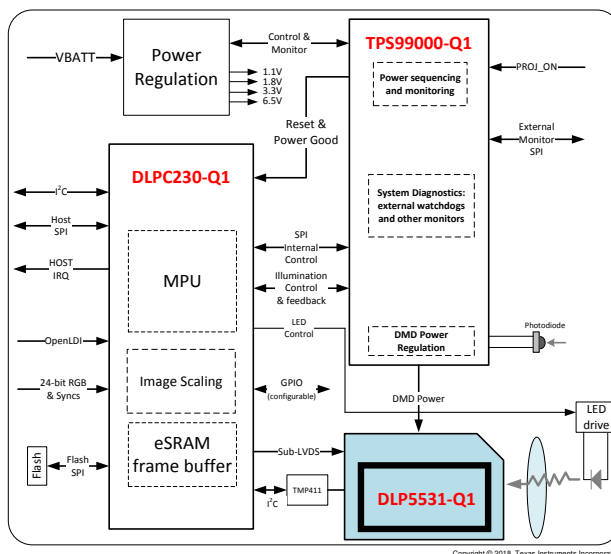 VBATT
Power
Regulation
Control &
Monitor
1.1V
1.8V
3.3V
6.5V
TPS99000-Q1
Power sequencing
and monitoring
PROJ_ON
External
Monitor
SPI
Reset &
Power Good
System Diagnostics:
external watchdogs
and other monitors
DLPC230-Q1
I²C
Host
SPI
HOST
IRQ
MPU
SPI
Internal
Control
Illumination
Control
& feedback
LED
Control
DMD Power
Regulation
Photodiode
OpenLDI
24-bit RGB
& Syncs
Image Scaling
GPIO
(configurable)
DMD Power
LED
drive
Flash
Flash
SPI
eSRAM
frame buffer
Sub-LVDS
I²C
TMP411
DLP5531-Q1